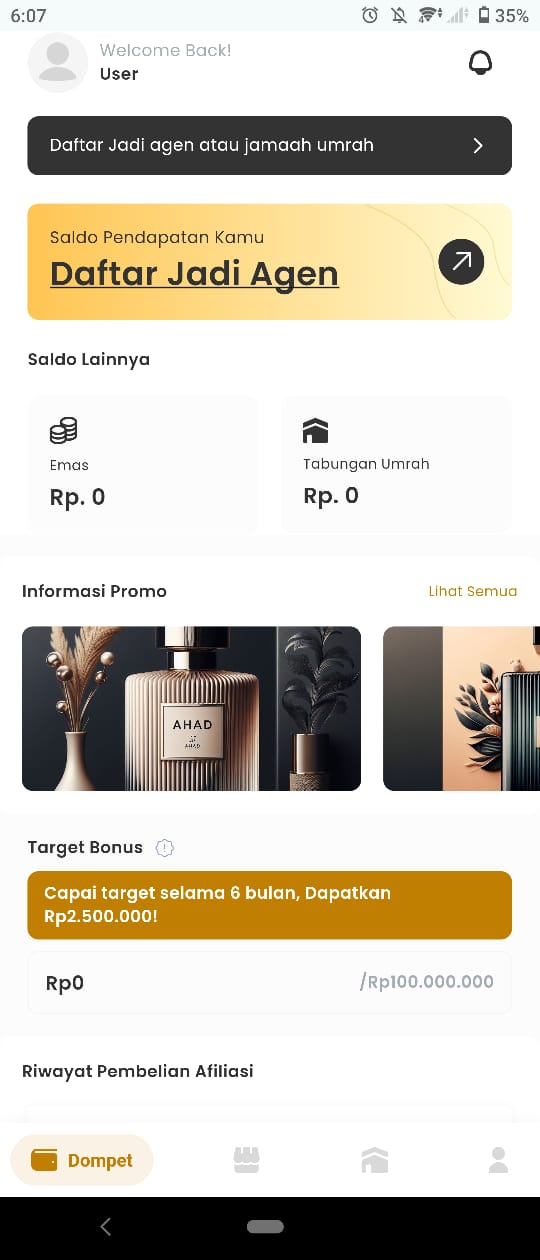 6:07
35%
Welcome Back!
User
Daftar Jadi agen atau jamaah umrah
Saldo Pendapatan Kamu
Daftar Jadi Agen
Saldo Lainnya
Emas
Rp. 0
Tabungan Umrah
Rp. 0
Informasi Promo
Lihat Semua
AHAD
AHAD
Target Bonus
Capai target selama 6 bulan, Dapatkan
Rp2.500.000!
Rp0
/Rp100.000.000
Riwayat Pembelian Afiliasi
Dompet